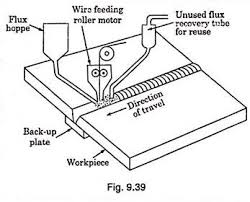 Flux
hoppe
Wire feeding
roller motor
Unused flux
recovery tube
for reuse
Direction
of travel
Back-up
plate
Workpiece
Fig. 9.39